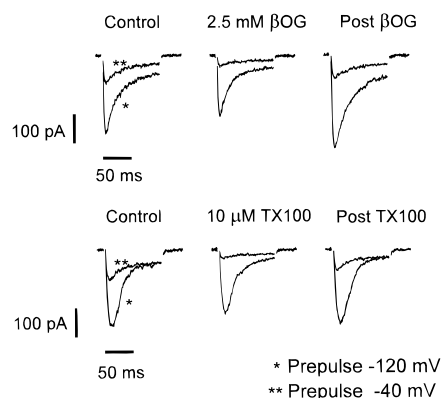 Control 2.5 mM βOG Post βOG
**
*
100 pA
50 ms
Control 10 µM TX100 Post TX100
**
*
100 pA
50 ms
* Prepulse -120 mV
** Prepulse -40 mV